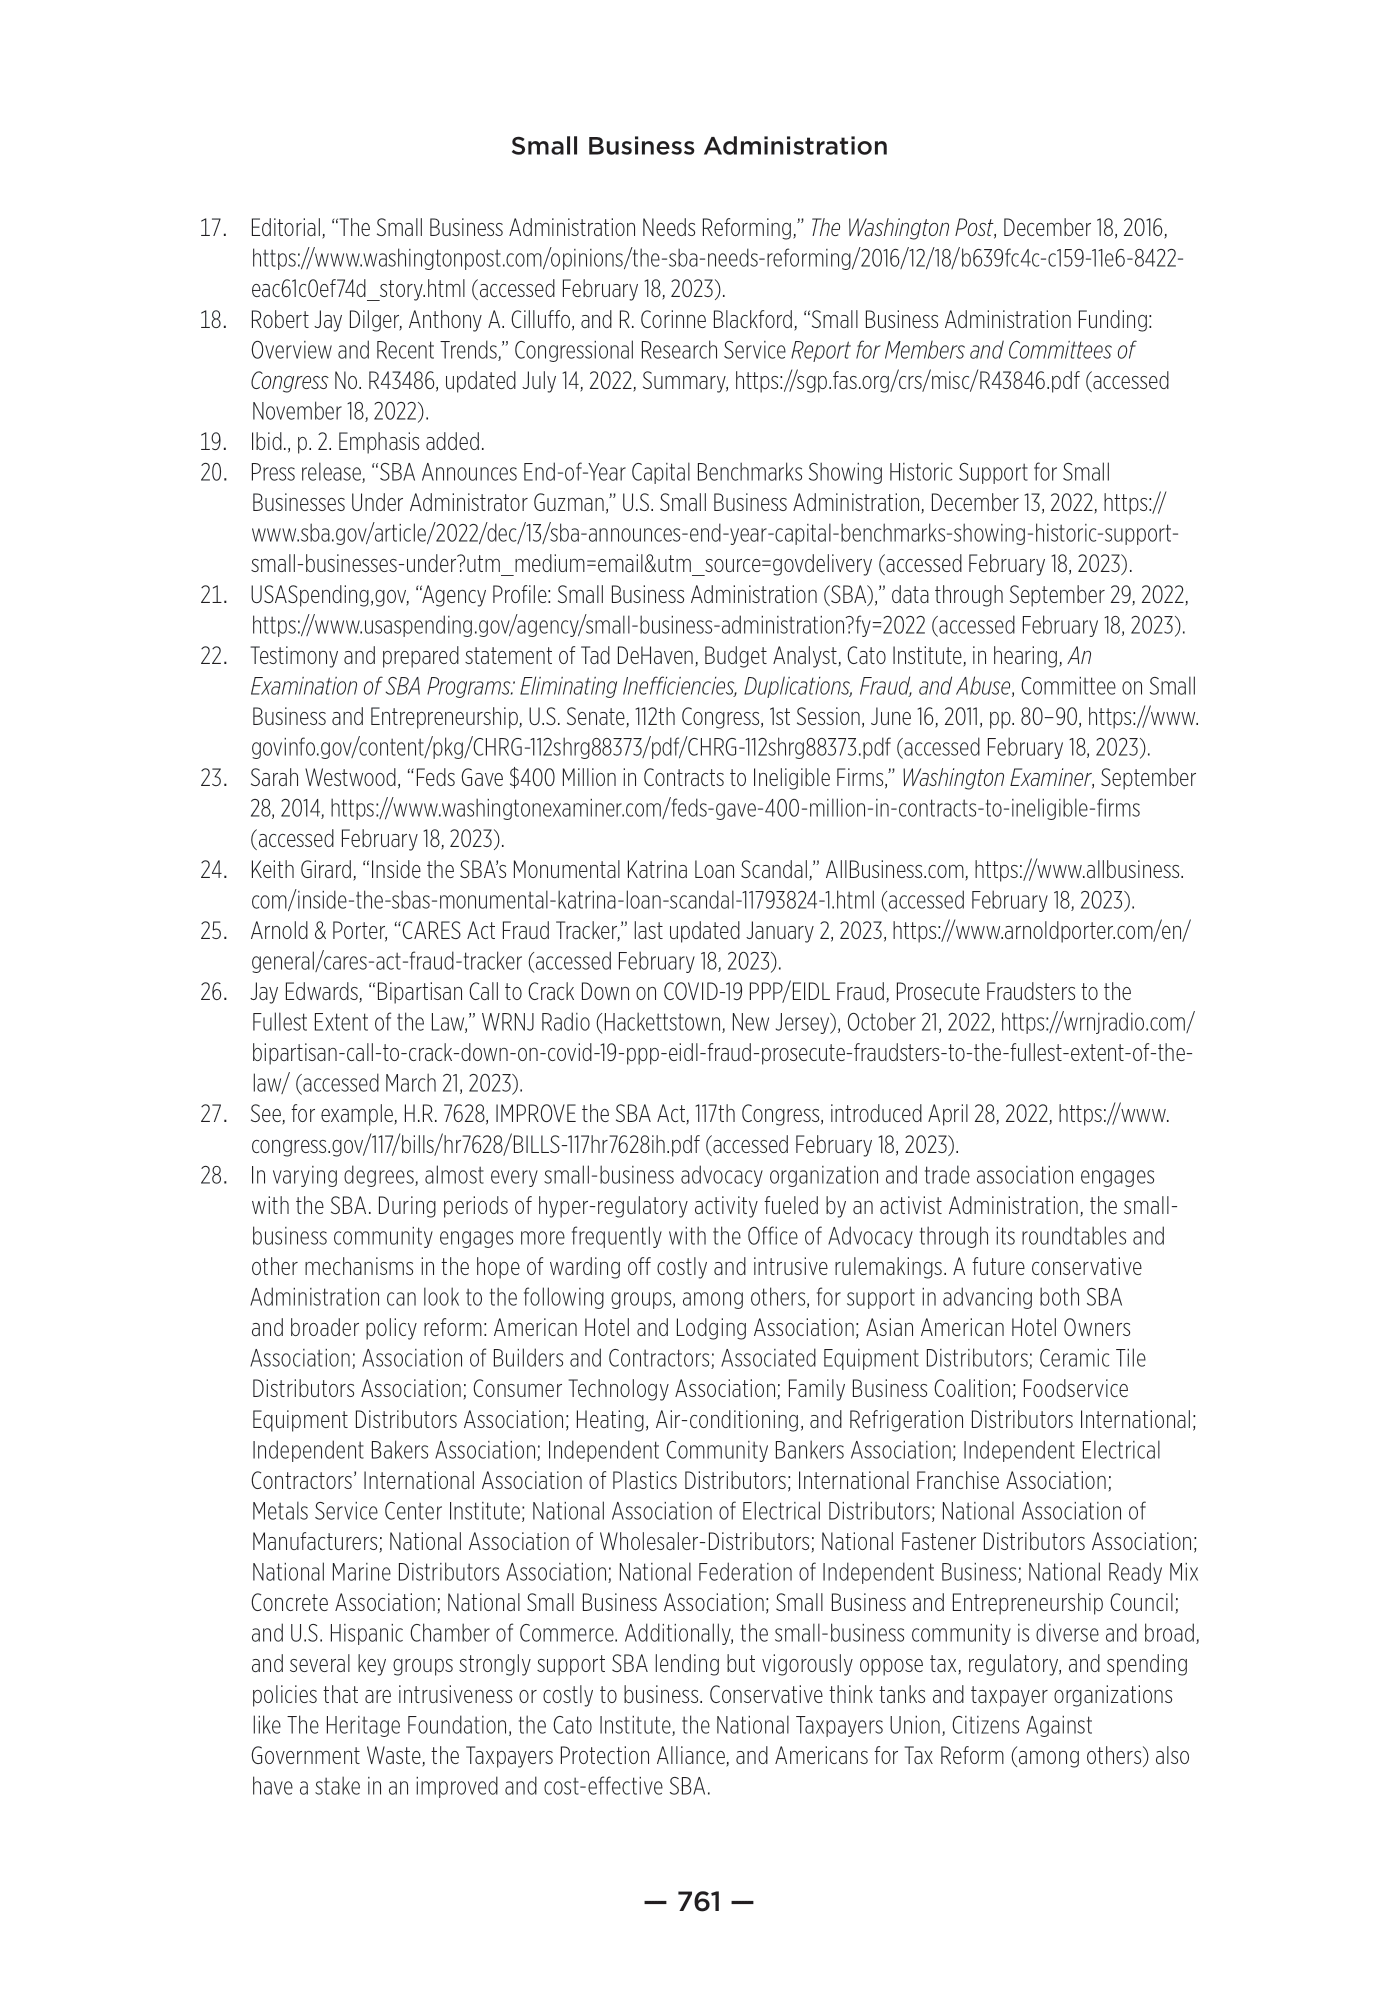 Small Business Administration
17. Editorial, “The Small Business Administration Needs Reforming,” The Washington Post, December 18, 2016,
https://www.washingtonpost.com/opinions/the-sba-needs-reforming/2016/12/18/b639fc4c-c159-11e6-8422-
eac61c0ef74d_story.html (accessed February 18, 2023).
18. Robert Jay Dilger, Anthony A. Cilluffo, and R. Corinne Blackford, “Small Business Administration Funding:
Overview and Recent Trends,” Congressional Research Service Report for Members and Committees of
Congress No. R43486, updated July 14, 2022, Summary, https://sgp.fas.org/crs/misc/R43846.pdf (accessed
November 18, 2022).
19. Ibid., p. 2. Emphasis added.
20. Press release, “SBA Announces End-of-Year Capital Benchmarks Showing Historic Support for Small
Businesses Under Administrator Guzman,” U.S. Small Business Administration, December 13, 2022, https://
www.sba.gov/article/2022/dec/13/sba-announces-end-year-capital-benchmarks-showing-historic-support-
small-businesses-under?utm_medium=email&utm_source=govdelivery (accessed February 18, 2023).
21. USASpending,gov, “Agency Profile: Small Business Administration (SBA),” data through September 29, 2022,
https://www.usaspending.gov/agency/small-business-administration?fy=2022 (accessed February 18, 2023).
22. Testimony and prepared statement of Tad DeHaven, Budget Analyst, Cato Institute, in hearing, An
Examination of SBA Programs: Eliminating Inefficiencies, Duplications, Fraud, and Abuse, Committee on Small
Business and Entrepreneurship, U.S. Senate, 112th Congress, 1st Session, June 16, 2011, pp. 80–90, https://www.
govinfo.gov/content/pkg/CHRG-112shrg88373/pdf/CHRG-112shrg88373.pdf (accessed February 18, 2023).
23. Sarah Westwood, “Feds Gave $400 Million in Contracts to Ineligible Firms,” Washington Examiner, September
28, 2014, https://www.washingtonexaminer.com/feds-gave-400-million-in-contracts-to-ineligible-firms
(accessed February 18, 2023).
24. Keith Girard, “Inside the SBA’s Monumental Katrina Loan Scandal,” AllBusiness.com, https://www.allbusiness.
com/inside-the-sbas-monumental-katrina-loan-scandal-11793824-1.html (accessed February 18, 2023).
25. Arnold & Porter, “CARES Act Fraud Tracker,” last updated January 2, 2023, https://www.arnoldporter.com/en/
general/cares-act-fraud-tracker (accessed February 18, 2023).
26. Jay Edwards, “Bipartisan Call to Crack Down on COVID-19 PPP/EIDL Fraud, Prosecute Fraudsters to the
Fullest Extent of the Law,” WRNJ Radio (Hackettstown, New Jersey), October 21, 2022, https://wrnjradio.com/
bipartisan-call-to-crack-down-on-covid-19-ppp-eidl-fraud-prosecute-fraudsters-to-the-fullest-extent-of-the-
law/ (accessed March 21, 2023).
27. See, for example, H.R. 7628, IMPROVE the SBA Act, 117th Congress, introduced April 28, 2022, https://www.
congress.gov/117/bills/hr7628/BILLS-117hr7628ih.pdf (accessed February 18, 2023).
28. In varying degrees, almost every small-business advocacy organization and trade association engages
with the SBA. During periods of hyper-regulatory activity fueled by an activist Administration, the small-
business community engages more frequently with the Office of Advocacy through its roundtables and
other mechanisms in the hope of warding off costly and intrusive rulemakings. A future conservative
Administration can look to the following groups, among others, for support in advancing both SBA
and broader policy reform: American Hotel and Lodging Association; Asian American Hotel Owners
Association; Association of Builders and Contractors; Associated Equipment Distributors; Ceramic Tile
Distributors Association; Consumer Technology Association; Family Business Coalition; Foodservice
Equipment Distributors Association; Heating, Air-conditioning, and Refrigeration Distributors International;
Independent Bakers Association; Independent Community Bankers Association; Independent Electrical
Contractors’ International Association of Plastics Distributors; International Franchise Association;
Metals Service Center Institute; National Association of Electrical Distributors; National Association of
Manufacturers; National Association of Wholesaler-Distributors; National Fastener Distributors Association;
National Marine Distributors Association; National Federation of Independent Business; National Ready Mix
Concrete Association; National Small Business Association; Small Business and Entrepreneurship Council;
and U.S. Hispanic Chamber of Commerce. Additionally, the small-business community is diverse and broad,
and several key groups strongly support SBA lending but vigorously oppose tax, regulatory, and spending
policies that are intrusiveness or costly to business. Conservative think tanks and taxpayer organizations
like The Heritage Foundation, the Cato Institute, the National Taxpayers Union, Citizens Against
Government Waste, the Taxpayers Protection Alliance, and Americans for Tax Reform (among others) also
have a stake in an improved and cost-effective SBA.
— 761 —